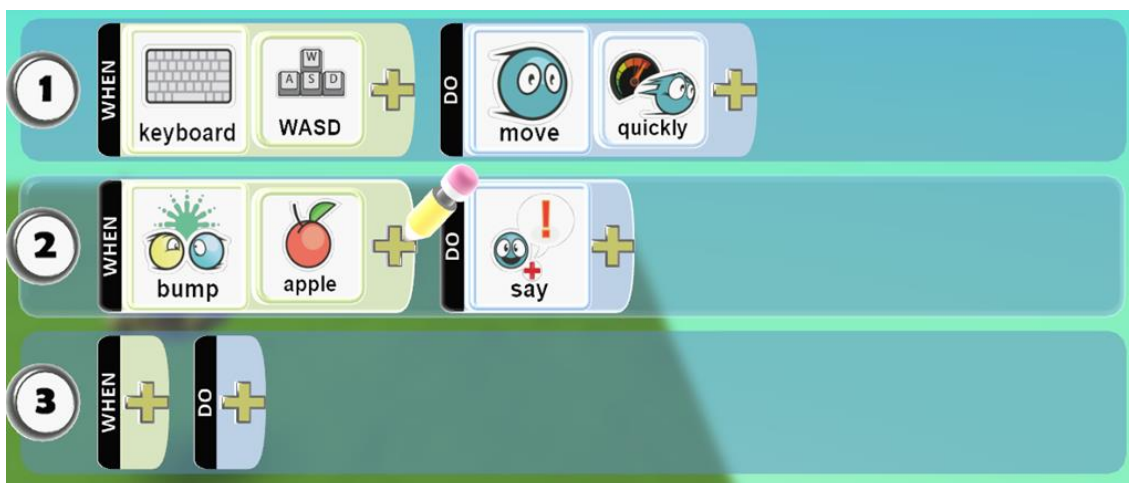 1 WHEN keyboard W A S D WASD DO move quickly
2 WHEN bump apple DO ! say
3 WHEN DO